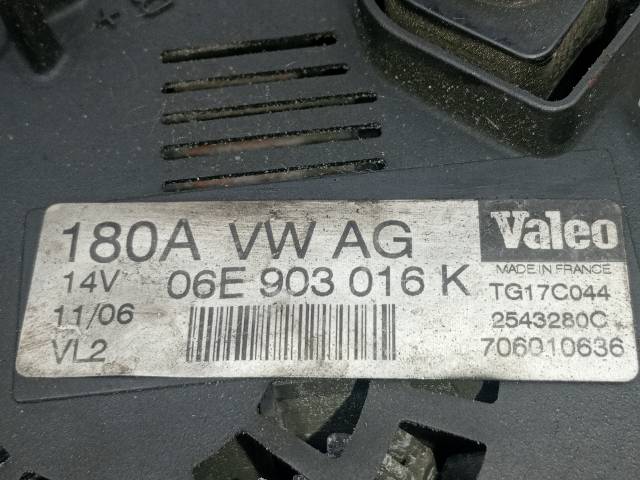 180A VW AG
14V 06E 903 016 K
11/06
VL2
Valeo
MADE IN FRANCE
TG17C044
2543280C
706010636